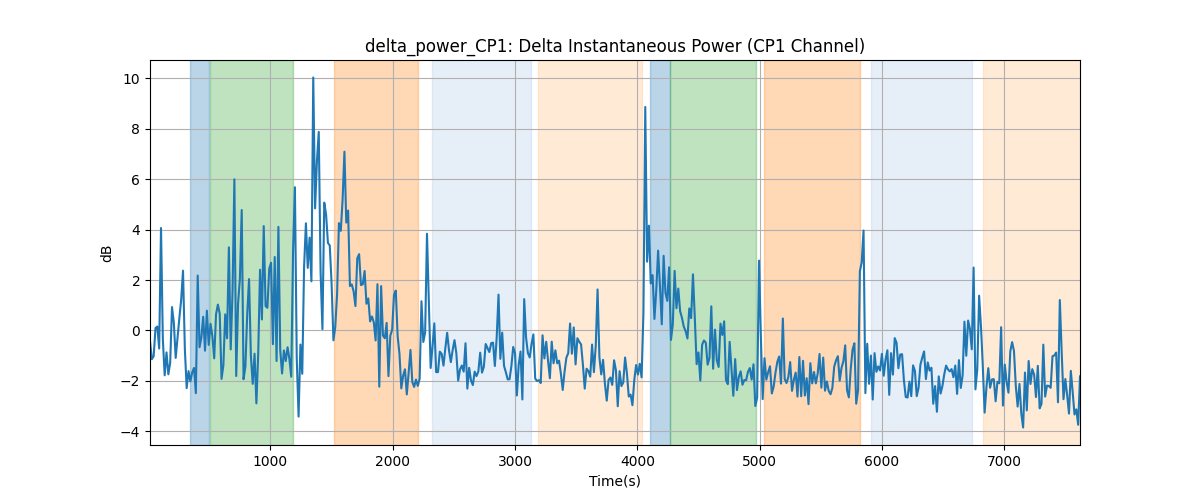 delta_power_CP1: Delta Instantaneous Power (CP1 Channel)
10
8
6
4
2
0
−2
−4
dB
1000 2000 3000 4000 5000 6000 7000
Time(s)